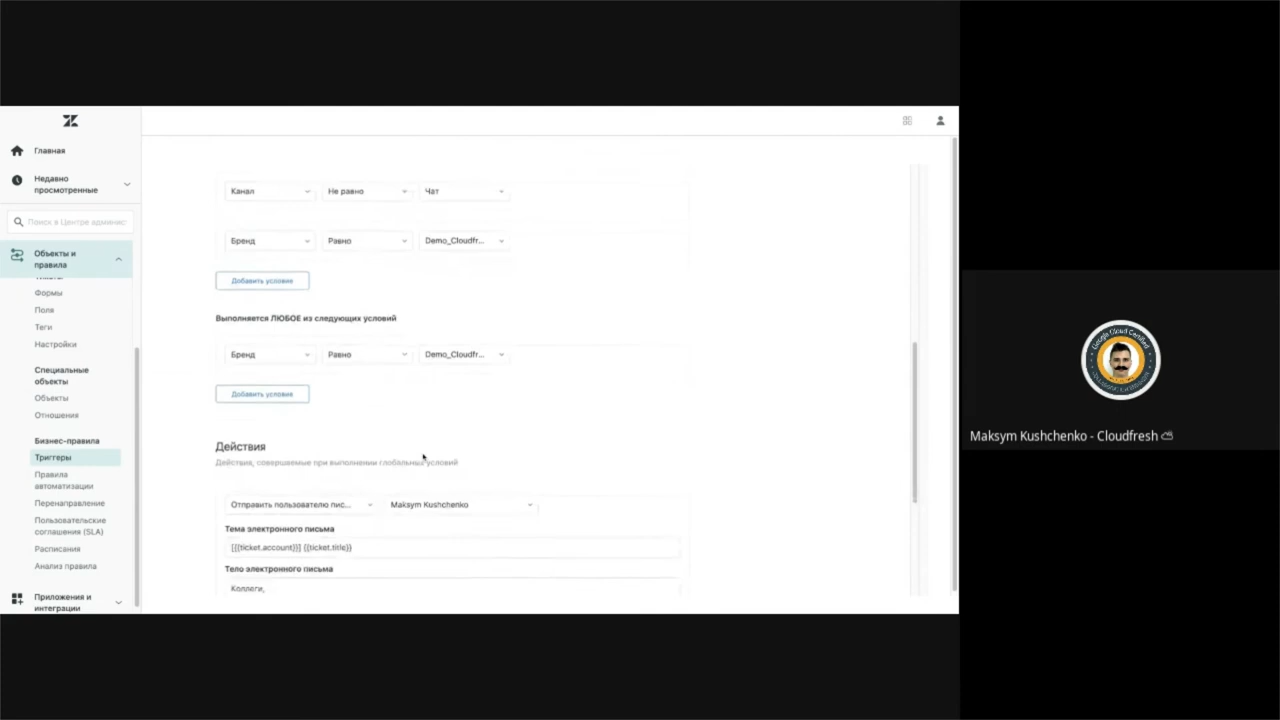 Главная
Недавно
просмотренные
Поиск в Центре админис
Объекты и
правила
Формы
Поля
Теги
Настройки
Специальные
объекты
Объекты
Отношения
Бизнес-правила
Триггеры
Правила
автоматизации
Перенаправление
Пользовательские
соглашения (SLA)
Расписания
Анализ правила
Приложения и
интеграции
Канал Не равно Чат
Бренд Равно Demo_Cloudfr...
Добавить условие
Выполняется ЛЮБОЕ из следующих условий
Бренд Равно Demo_Cloudfr...
Добавить условие
Действия
Действия, совершаемые при выполнении глобальных условий
Отправить пользователю пис... Maksym Kushchenko
Тема электронного письма
[{{ticket.account}}] {{ticket.title}}
Тело электронного письма
Коллеги,
Google Cloud Certified
Maksym Kushchenko - Cloudfresh